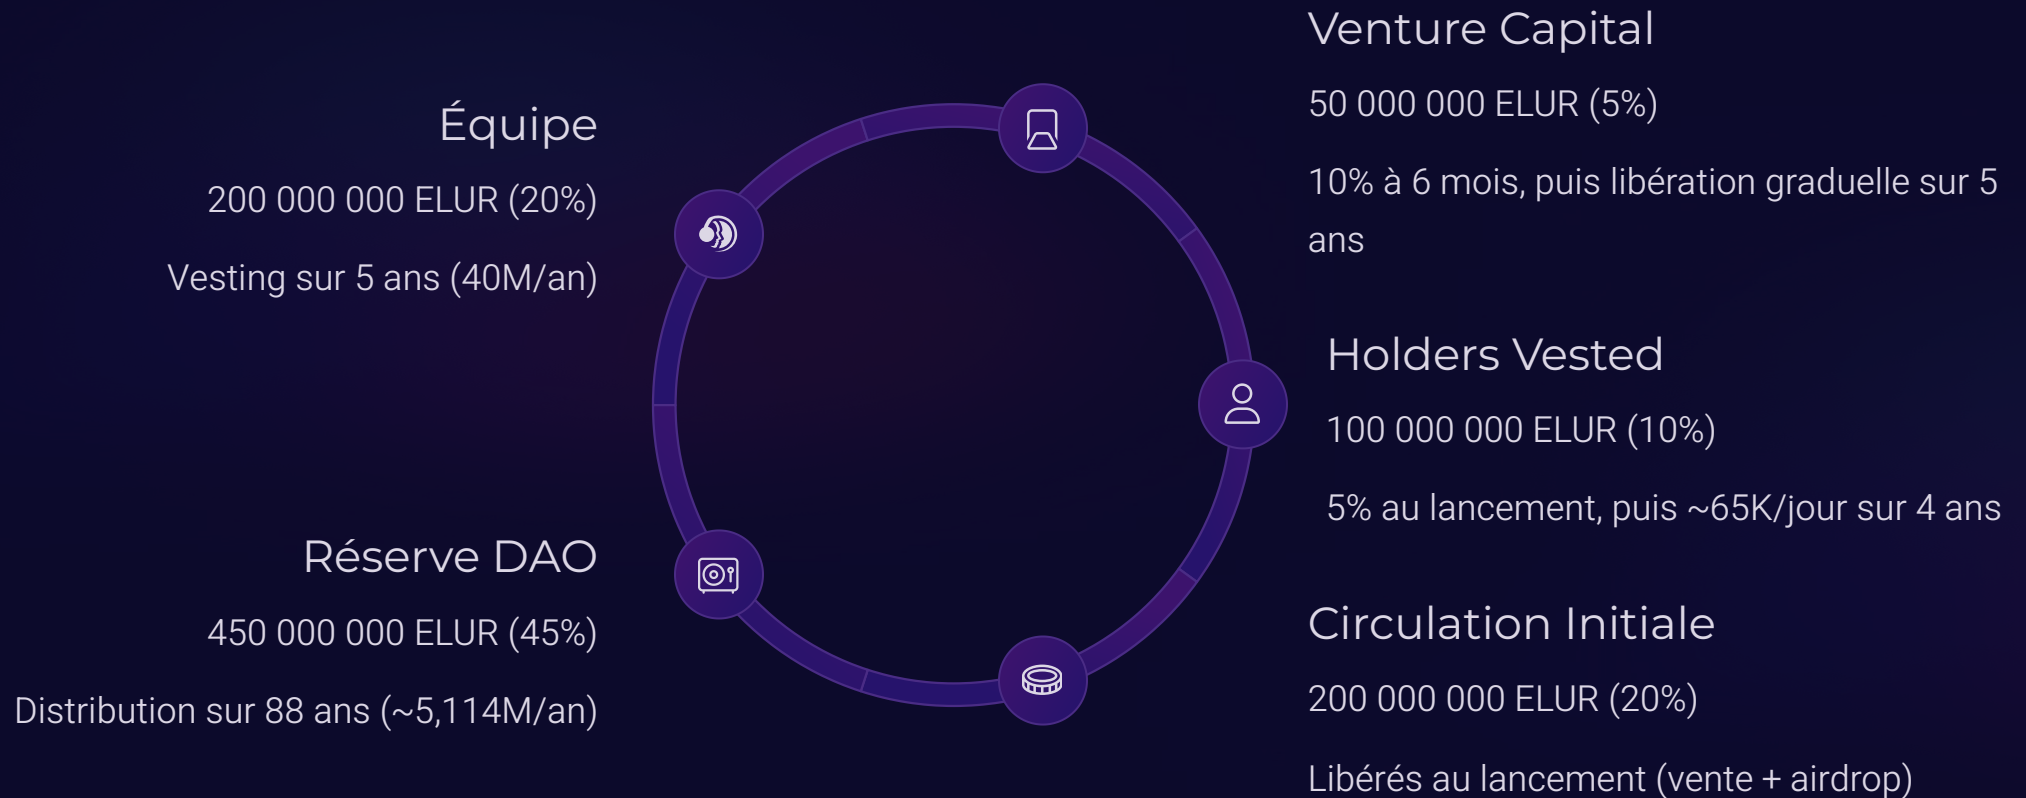 Équipe
200 000 000 ELUR (20%)
Vesting sur 5 ans (40M/an)
Réserve DAO
450 000 000 ELUR (45%)
Distribution sur 88 ans (~5,114M/an)
Venture Capital
50 000 000 ELUR (5%)
10% à 6 mois, puis libération graduelle sur 5
ans
Holders Vested
100 000 000 ELUR (10%)
5% au lancement, puis ~65K/jour sur 4 ans
Circulation Initiale
200 000 000 ELUR (20%)
Libérés au lancement (vente + airdrop)